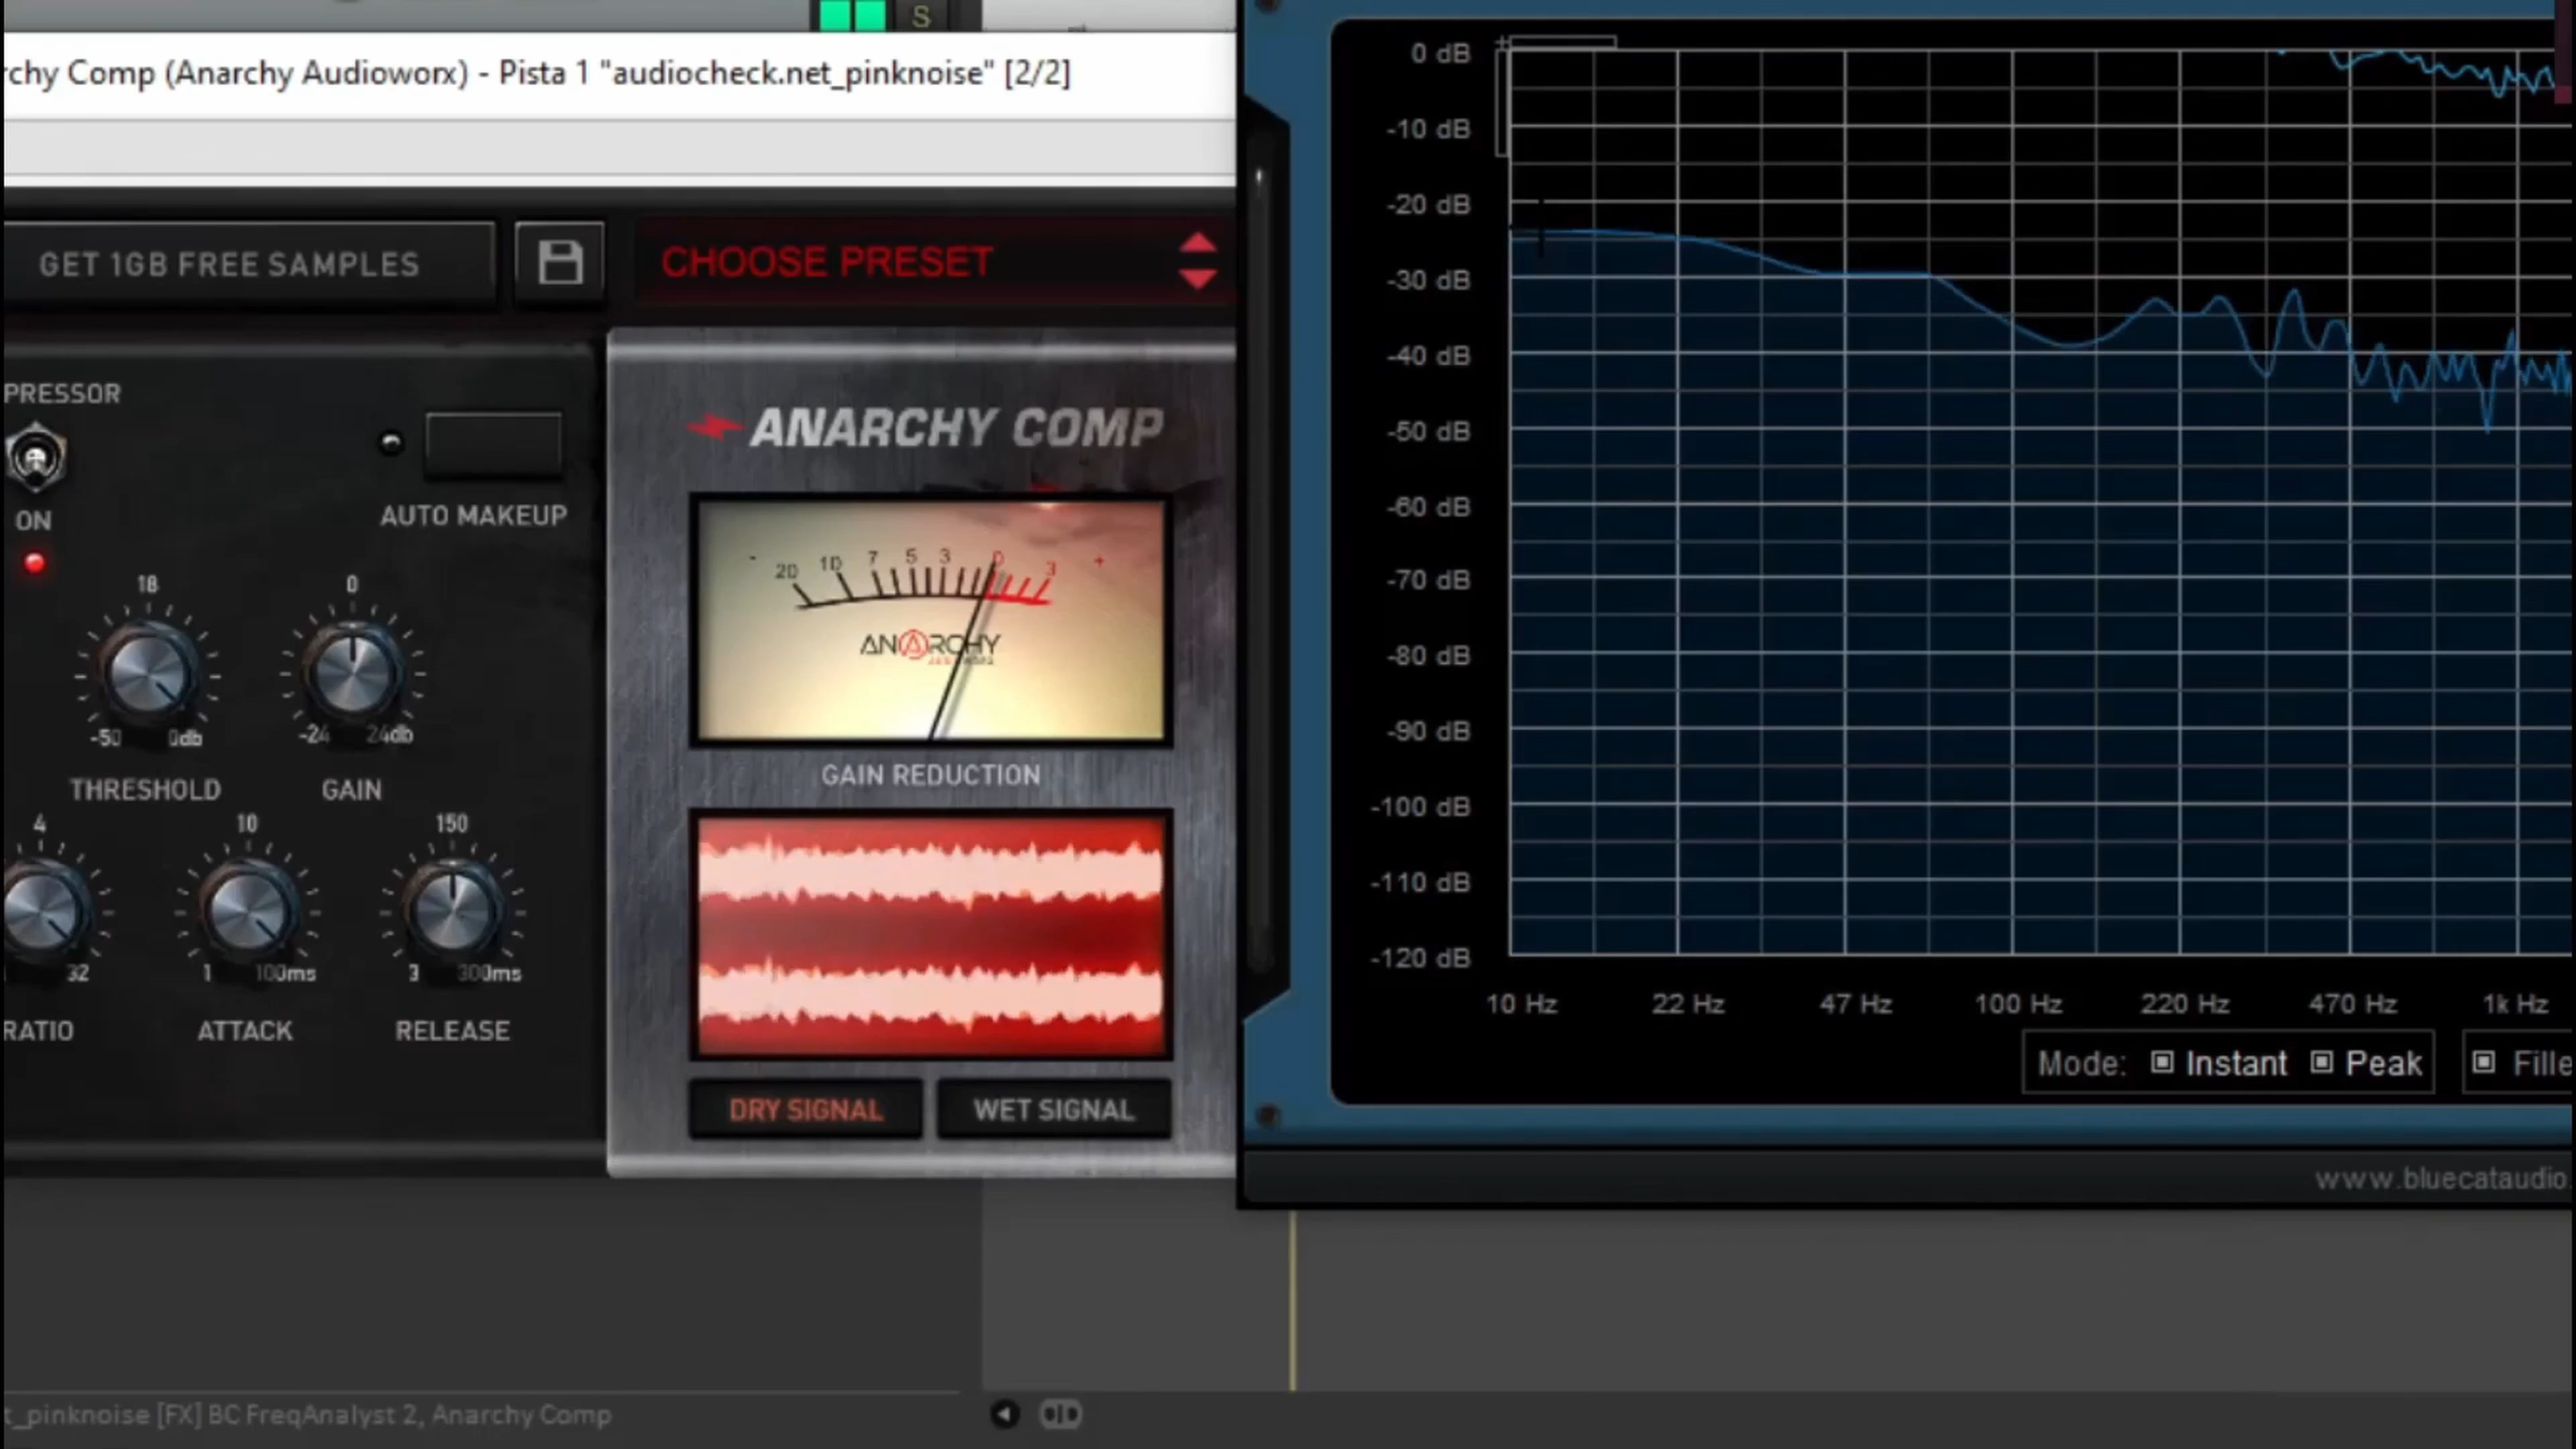 S
rchy Comp (Anarchy Audioworx) - Pista 1 "audiocheck.net_pinknoise" [2/2]
GET 1GB FREE SAMPLES
CHOOSE PRESET
PRESSOR
ON
AUTO MAKEUP
18
0
-50 0db
-24 24db
THRESHOLD
GAIN
4
10
150
32
1 100ms
3 300ms
RATIO
ATTACK
RELEASE
ANARCHY COMP
- 20 10 7 5 3 0 3 +
ANARCHY
GAIN REDUCTION
DRY SIGNAL
WET SIGNAL
0 dB
-10 dB
-20 dB
-30 dB
-40 dB
-50 dB
-60 dB
-70 dB
-80 dB
-90 dB
-100 dB
-110 dB
-120 dB
10 Hz 22 Hz 47 Hz 100 Hz 220 Hz 470 Hz 1k Hz
Mode: Instant Peak
Fille
www.bluecataudio.
t_pinknoise [FX] BC FreqAnalyst 2, Anarchy Comp